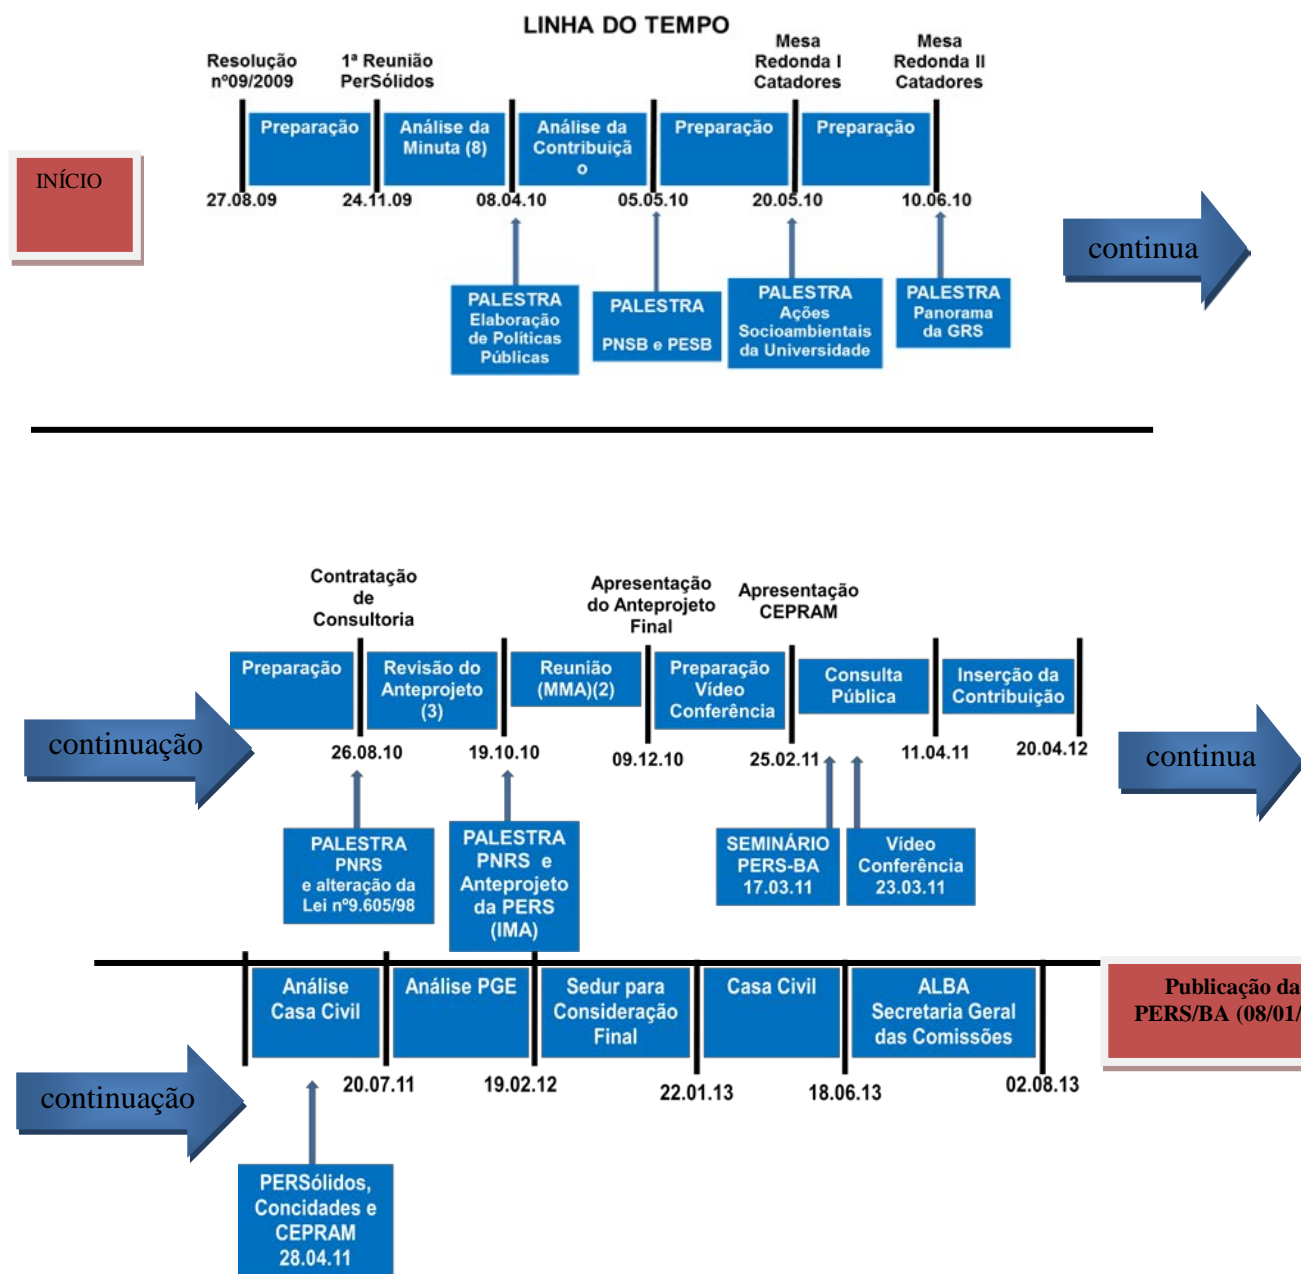 LINHA DO TEMPO
Resolução
nº09/2009
1ª Reunião
PerSólidos
Mesa
Redonda I
Catadores
Mesa
Redonda II
Catadores
INÍCIO
Preparação
Análise da
Minuta (8)
Análise da
Contribuiçã
o
Preparação
Preparação
27.08.09
24.11.09
08.04.10
05.05.10
20.05.10
10.06.10
continua
PALESTRA
Elaboração
de Politicas
Públicas
PALESTRA
PNSB e PESB
PALESTRA
Ações
Socioambientais
da Universidade
PALESTRA
Panorama
da GRS
Contratação
de
Consultoria
Apresentação
do Anteprojeto
Final
Apresentação
CEPRAM
continuação
Preparação
Revisão do
Anteprojeto
(3)
Reunião
(MMA)(2)
Preparação
Vídeo
Conferência
Consulta
Pública
Inserção da
Contribuição
26.08.10
19.10.10
09.12.10
25.02.11
11.04.11
20.04.12
continua
PALESTRA
PNRS
e alteração da
Lei nº9.605/98
PALESTRA
PNRS e
Anteprojeto
da PERS
(IMA)
SEMINÁRIO
PERS-BA
17.03.11
Vídeo
Conferência
23.03.11
continuação
Análise
Casa Civil
Análise PGE
Sedur para
Consideração
Final
Casa Civil
ALBA
Secretaria Geral
das Comissões
20.07.11
19.02.12
22.01.13
18.06.13
02.08.13
Publicação da
PERS/BA (08/01/
PERSólidos,
Concidades e
CEPRAM
28.04.11